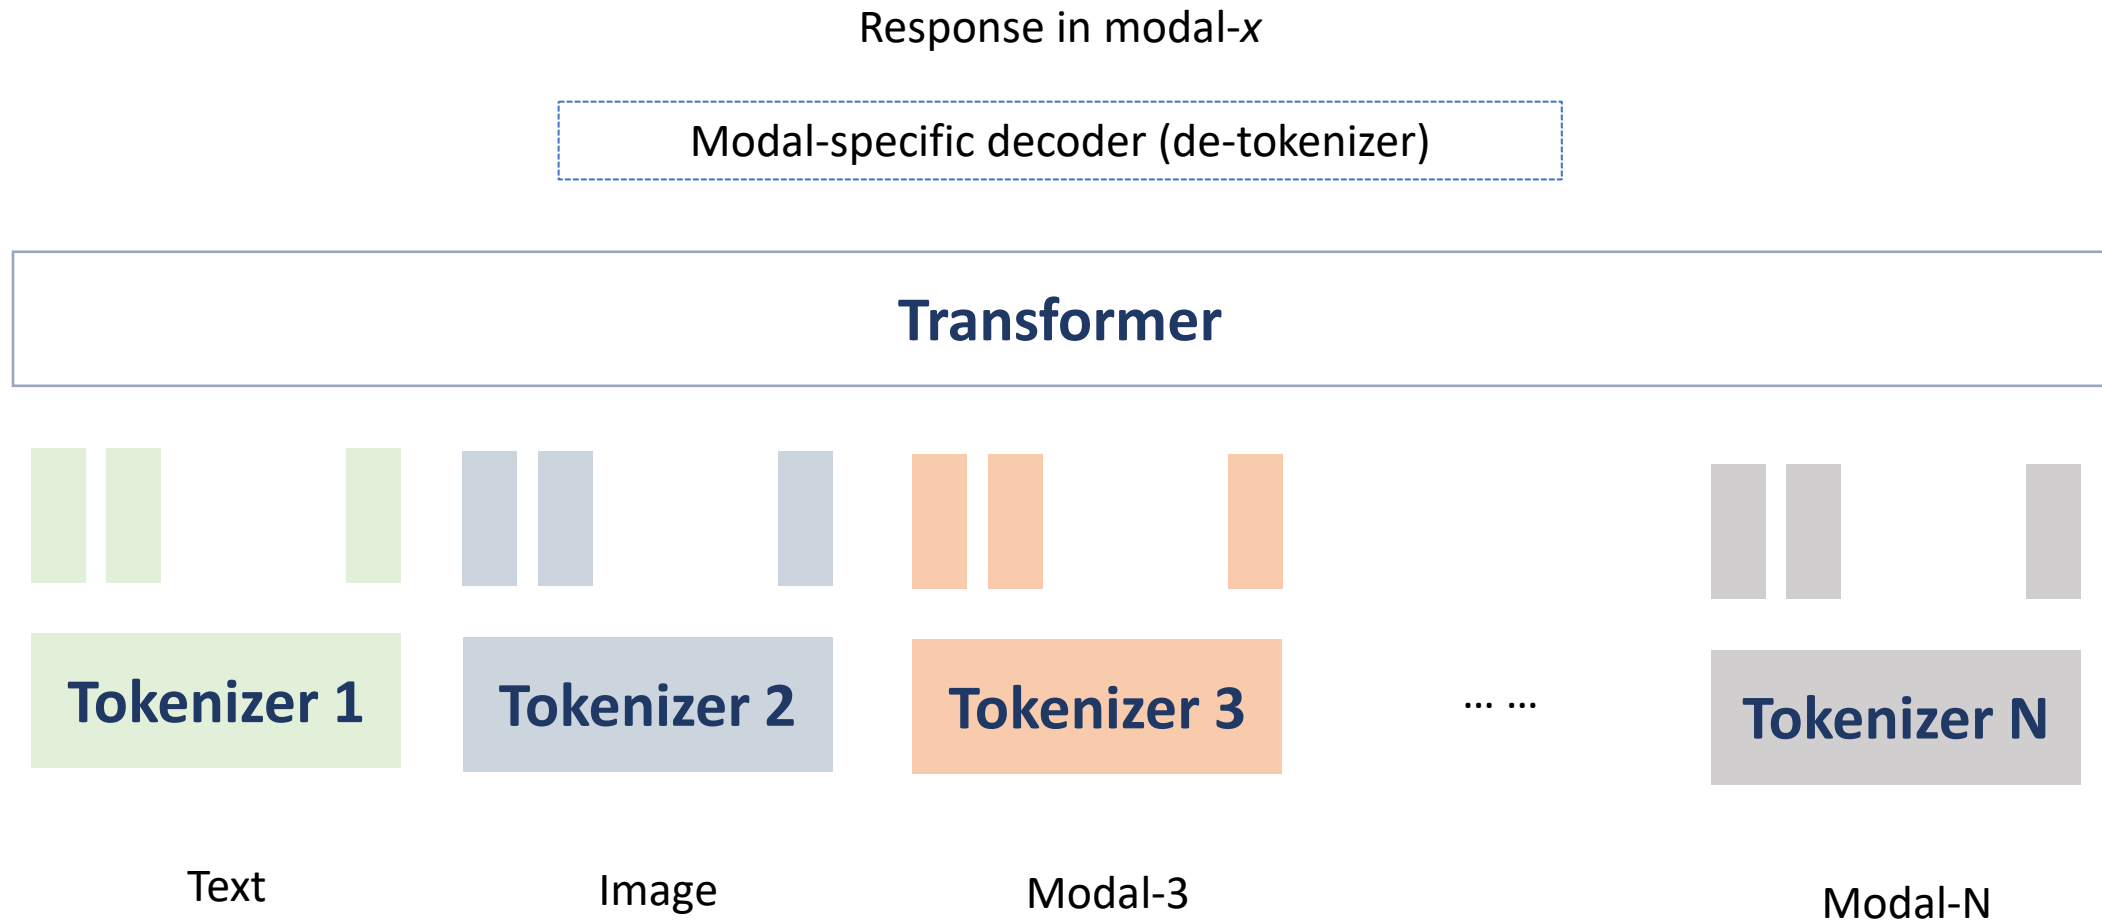 Response in modal-x
Modal-specific decoder (de-tokenizer)
Transformer
Tokenizer 1
Tokenizer 2
Tokenizer 3
... ...
Tokenizer N
Text
Image
Modal-3
Modal-N